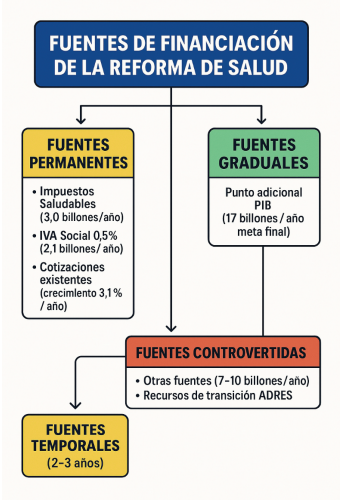 FUENTES DE FINANCIACIÓN
DE LA REFORMA DE SALUD
FUENTES
PERMANENTES
• Impuestos
Saludables
(3,0 billones/año)
• IVA Social 0,5%
(2,1 billones/año)
• Cotizaciones
existentes
(crecimiento 3,1 %
/ año)
FUENTES
GRADUALES
Punto adicional
PIB
(17 billones / año
meta final)
FUENTES CONTROVERTIDAS
• Otras fuentes (7–10 billones/año)
• Recursos de transición ADRES
FUENTES
TEMPORALES
(2–3 años)